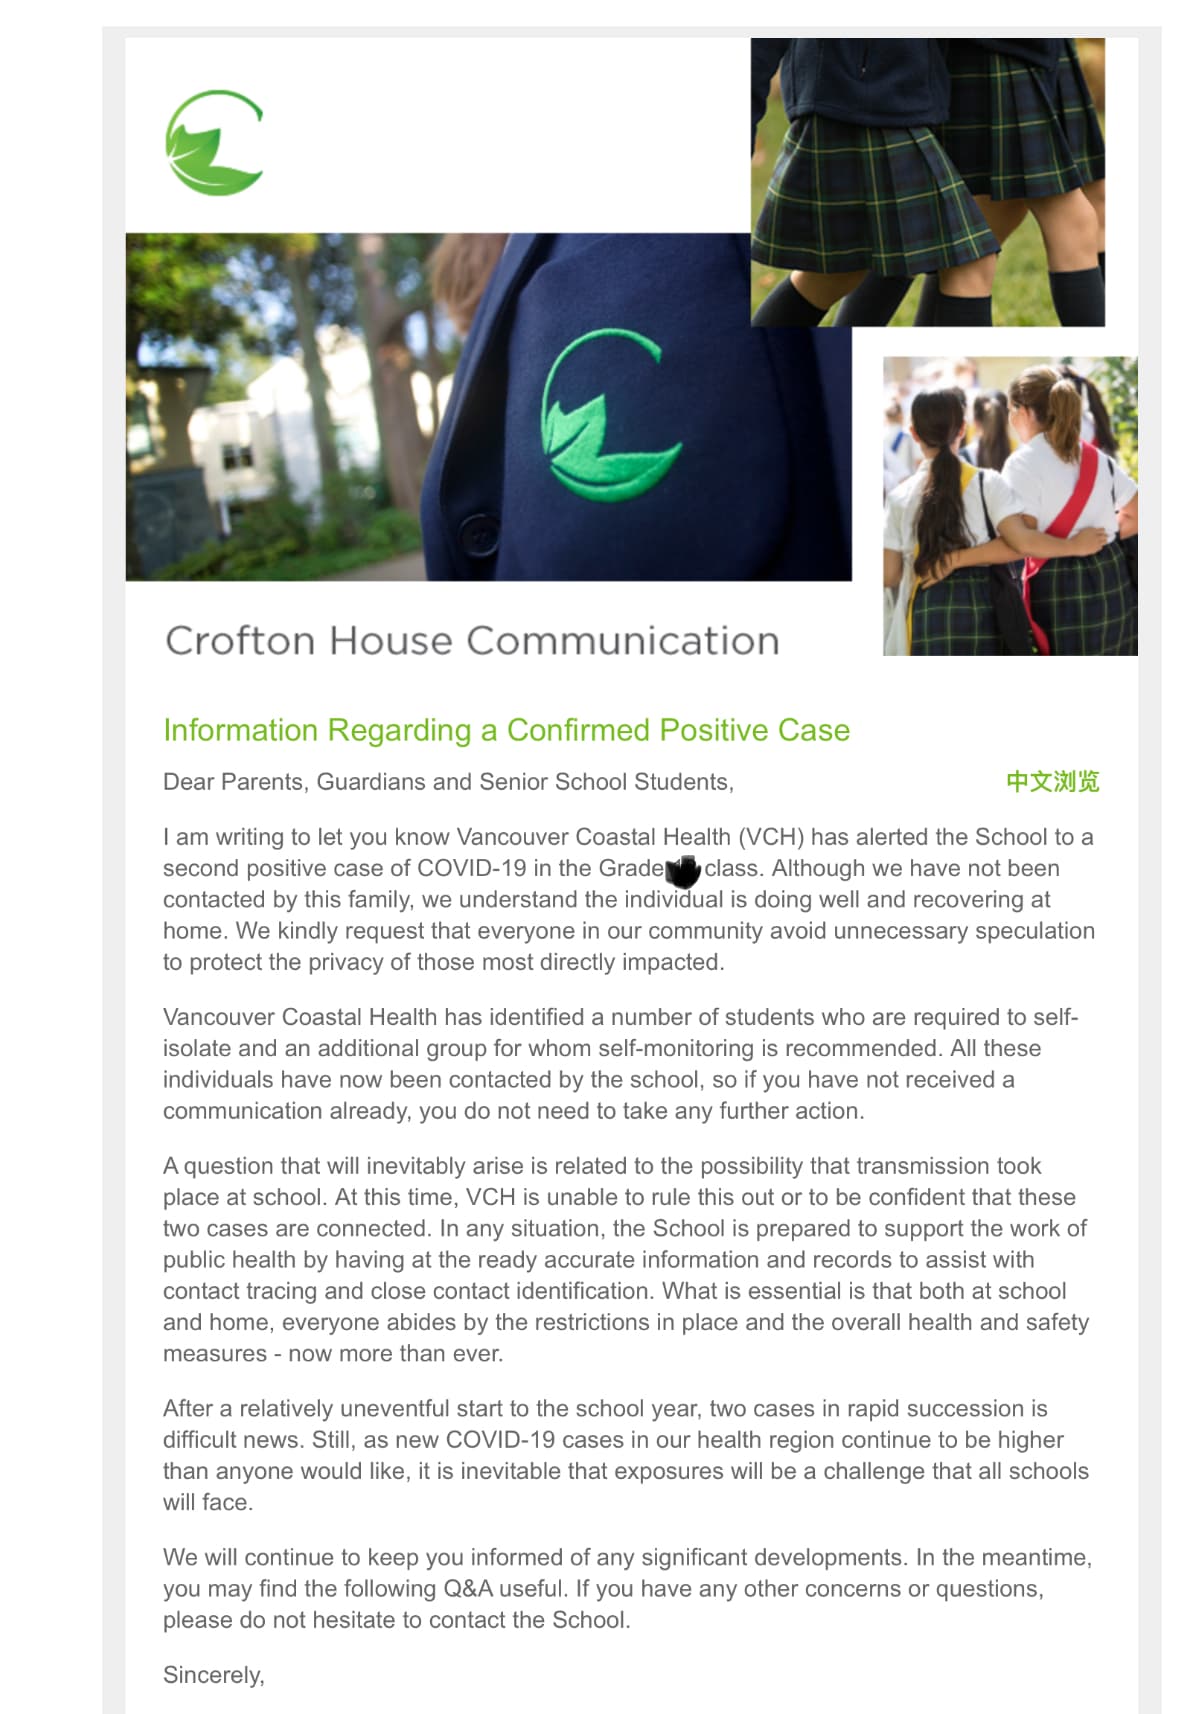 Crofton House Communication
Information Regarding a Confirmed Positive Case
Dear Parents, Guardians and Senior School Students,
中文浏览
I am writing to let you know Vancouver Coastal Health (VCH) has alerted the School to a
second positive case of COVID-19 in the Grade class. Although we have not been
contacted by this family, we understand the individual is doing well and recovering at
home. We kindly request that everyone in our community avoid unnecessary speculation
to protect the privacy of those most directly impacted.
Vancouver Coastal Health has identified a number of students who are required to self-
isolate and an additional group for whom self-monitoring is recommended. All these
individuals have now been contacted by the school, so if you have not received a
communication already, you do not need to take any further action.
A question that will inevitably arise is related to the possibility that transmission took
place at school. At this time, VCH is unable to rule this out or to be confident that these
two cases are connected. In any situation, the School is prepared to support the work of
public health by having at the ready accurate information and records to assist with
contact tracing and close contact identification. What is essential is that both at school
and home, everyone abides by the restrictions in place and the overall health and safety
measures - now more than ever.
After a relatively uneventful start to the school year, two cases in rapid succession is
difficult news. Still, as new COVID-19 cases in our health region continue to be higher
than anyone would like, it is inevitable that exposures will be a challenge that all schools
will face.
We will continue to keep you informed of any significant developments. In the meantime,
you may find the following Q&A useful. If you have any other concerns or questions,
please do not hesitate to contact the School.
Sincerely,